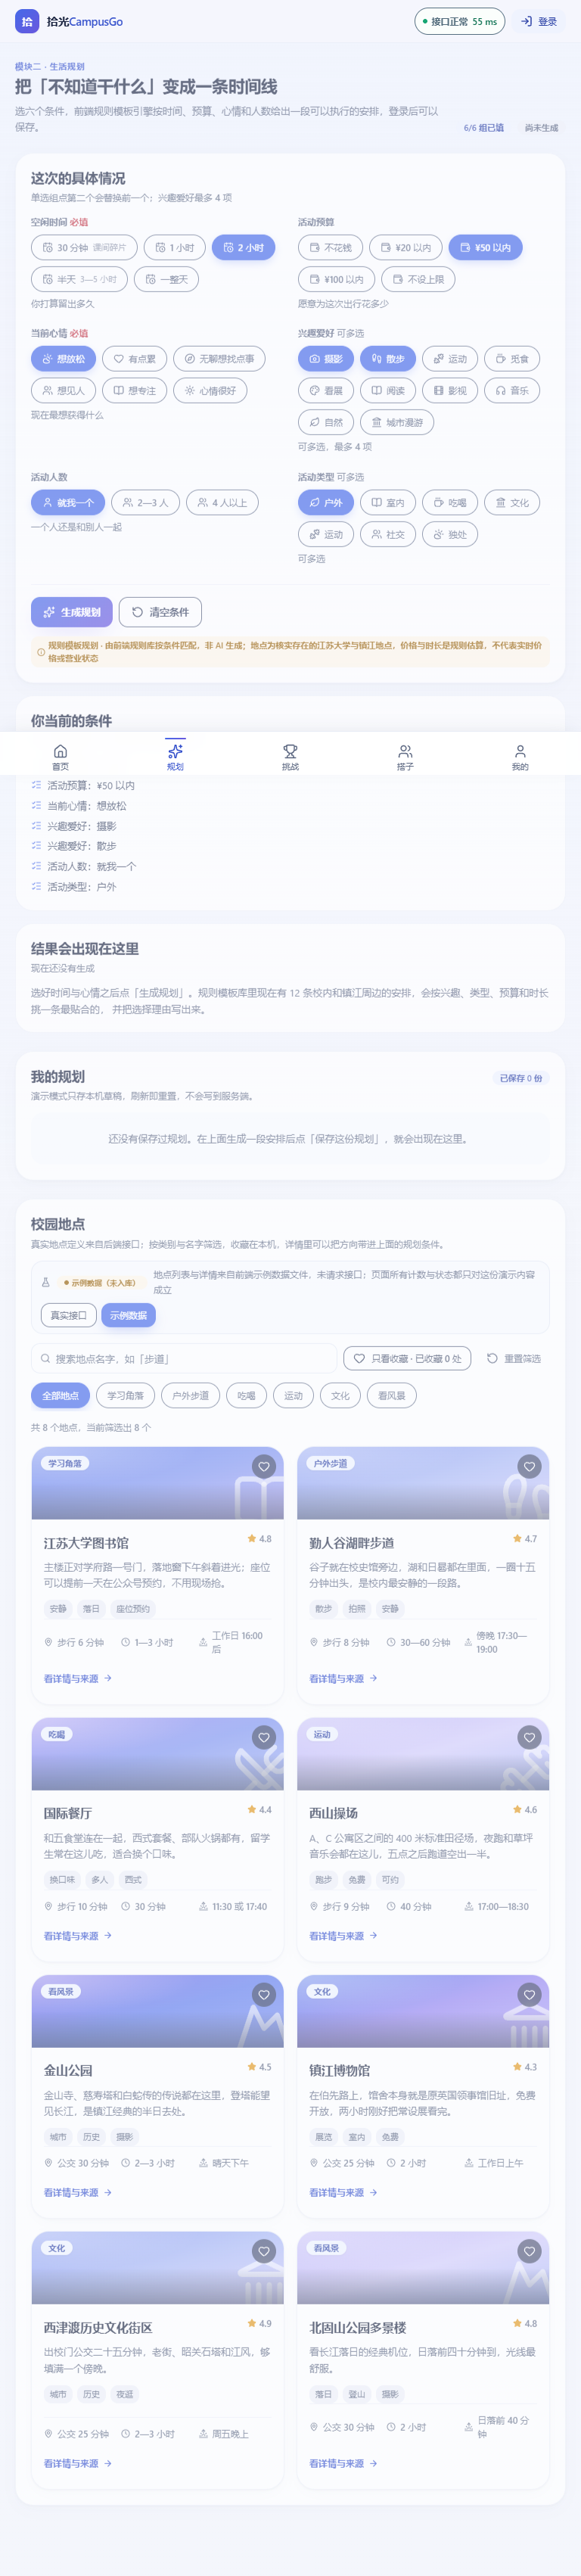 拾 拾光CampusGo
接口正常 55 ms
登录
模块二 · 生活规划
把「不知道干什么」变成一条时间线
选六个条件，前端规则模板引擎按时间、预算、心情和人数给出一段可以执行的安排，登录后可以
保存。
6/6 组已填 尚未生成
这次的具体情况
单选组点第二个会替换前一个；兴趣爱好最多 4 项
空闲时间 必填
30 分钟 课间碎片
1 小时
2 小时
半天 3—5 小时
一整天
你打算留出多久
活动预算
不花钱
¥20 以内
¥50 以内
¥100 以内
不设上限
愿意为这次出行花多少
当前心情 必填
想放松
有点累
无聊想找点事
想见人
想专注
心情很好
现在最想获得什么
兴趣爱好 可多选
摄影
散步
运动
觅食
看展
阅读
影视
音乐
自然
城市漫游
可多选，最多 4 项
活动人数
就我一个
2—3 人
4 人以上
一个人还是和别人一起
活动类型 可多选
户外
室内
吃喝
文化
运动
社交
独处
可多选
生成规划
清空条件
规则模板规划 · 由前端规则库按条件匹配，非 AI 生成；地点为核实存在的江苏大学与镇江地点，价格与时长是规则估算，不代表实时价
格或营业状态
你当前的条件
首页
规划
挑战
搭子
我的
活动预算：¥50 以内
当前心情：想放松
兴趣爱好：摄影
兴趣爱好：散步
活动人数：就我一个
活动类型：户外
结果会出现在这里
现在还没有生成
选好时间与心情之后点「生成规划」。规则模板库里现在有 12 条校内和镇江周边的安排，会按兴趣、类型、预算和时长
挑一条最贴合的，并把选择理由写出来。
我的规划
已保存 0 份
演示模式只存本机草稿，刷新即重置，不会写到服务端。
还没有保存过规划。在上面生成一段安排后点「保存这份规划」，就会出现在这里。
校园地点
真实地点定义来自后端接口；按类别与名字筛选，收藏在本机，详情里可以把方向带进上面的规划条件。
示例数据（未入库）
地点列表与详情来自前端示例数据文件，未请求接口；页面所有计数与状态都只对这份演示内容
成立
真实接口
示例数据
搜索地点名字，如「步道」
只看收藏 · 已收藏 0 处
重置筛选
全部地点
学习角落
户外步道
吃喝
运动
文化
看风景
共 8 个地点，当前筛选出 8 个
学习角落
江苏大学图书馆
4.8
主楼正对学府路一号门，落地窗下午斜着进光；座位
可以提前一天在公众号预约，不用现场抢。
安静 落日 座位预约
步行 6 分钟
1—3 小时
工作日 16:00
后
看详情与来源
户外步道
勤人谷湖畔步道
4.7
谷子就在校史馆旁边，湖和日晷都在里面，一圈十五
分钟出头，是校内最安静的一段路。
散步 拍照 安静
步行 8 分钟
30—60 分钟
傍晚 17:30—
19:00
看详情与来源
吃喝
国际餐厅
4.4
和五食堂连在一起，西式套餐、部队火锅都有，留学
生常在这儿吃，适合换个口味。
换口味 多人 西式
步行 10 分钟
30 分钟
11:30 或 17:40
看详情与来源
运动
西山操场
4.6
A、C 公寓区之间的 400 米标准田径场，夜跑和草坪
音乐会都在这儿，五点之后跑道空出一半。
跑步 免费 可约
步行 9 分钟
40 分钟
17:00—18:30
看详情与来源
看风景
金山公园
4.5
金山寺、慈寿塔和白蛇传的传说都在这里，登塔能望
见长江，是镇江经典的半日去处。
城市 历史 摄影
公交 30 分钟
2—3 小时
晴天下午
看详情与来源
文化
镇江博物馆
4.3
在伯先路上，馆舍本身就是原英国领事馆旧址，免费
开放，两小时刚好把常设展看完。
展览 室内 免费
公交 25 分钟
2 小时
工作日上午
看详情与来源
文化
西津渡历史文化街区
4.9
出校门公交二十五分钟，老街、昭关石塔和江风，够
填满一个傍晚。
城市 历史 夜逛
公交 25 分钟
2—3 小时
周五晚上
看详情与来源
看风景
北固山公园多景楼
4.8
看长江落日的经典机位，日落前四十分钟到，光线最
舒服。
落日 登山 摄影
公交 30 分钟
2 小时
日落前 40 分
钟
看详情与来源